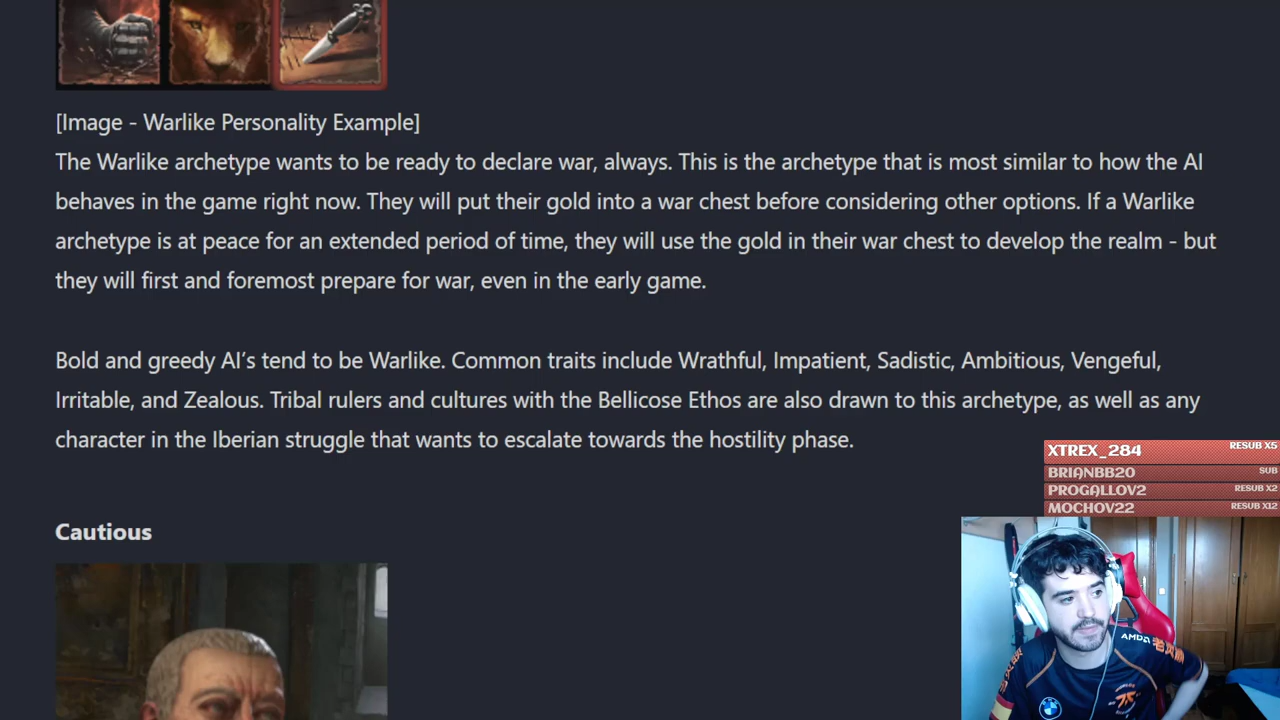 [Image - Warlike Personality Example]
The Warlike archetype wants to be ready to declare war, always. This is the archetype that is most similar to how the AI
behaves in the game right now. They will put their gold into a war chest before considering other options. If a Warlike
archetype is at peace for an extended period of time, they will use the gold in their war chest to develop the realm - but
they will first and foremost prepare for war, even in the early game.
Bold and greedy AI‘s tend to be Warlike. Common traits include Wrathful, Impatient, Sadistic, Ambitious, Vengeful,
Irritable, and Zealous. Tribal rulers and cultures with the Bellicose Ethos are also drawn to this archetype, as well as any
character in the Iberian struggle that wants to escalate towards the hostility phase.
XTREX_284 RESUB X5
BRIANBB20 SUB
PROGALLOV2 RESUB X2
MOCHOV22 RESUB X12
Cautious
AMD